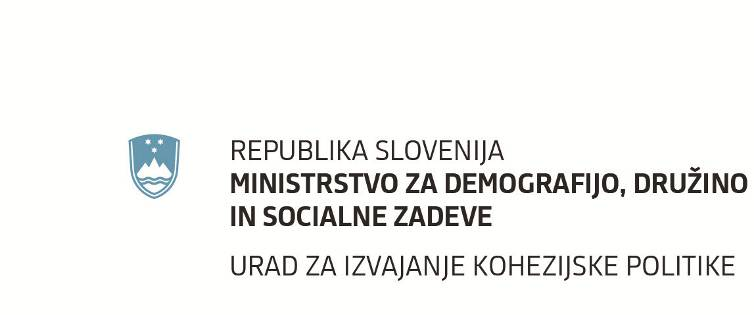 REPUBLIKA SLOVENIJA
MINISTRSTVO ZA DEMOGRAFIJO, DRUŽINO
IN SOCIALNE ZADEVE
URAD ZA IZVAJANJE KOHEZIJSKE POLITIKE